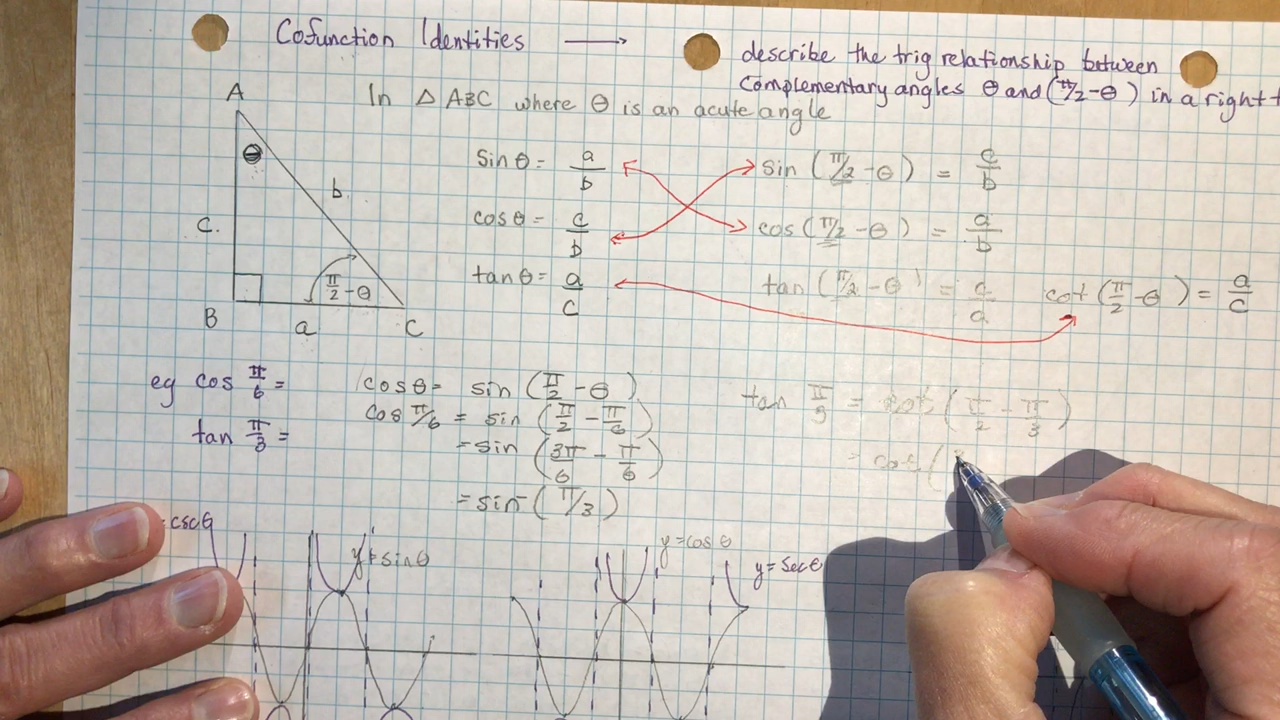 Cofunction Identities ⟶ describe the trig relationship between
complementary angles θ and (π/2 - θ) in a right
In △ ABC where θ is an acute angle
A
θ
b
C.
π/2 - θ
B a C
sin θ = a/b sin (π/2 - θ) = c/b
cos θ = c/b cos (π/2 - θ) = a/b
tan θ = a/c tan (π/2 - θ) = c/a cot (π/2 - θ) = a/c
eg cos π/6 =
tan π/3 =
cos θ = sin (π/2 - θ)
cos π/6 = sin (π/2 - π/6)
= sin (3π/6 - π/6)
= sin (π/3)
tan π/3 = cot (π/2 - π/3)
= cot (
= csc θ
y = sin θ
y = cos θ
y = sec θ